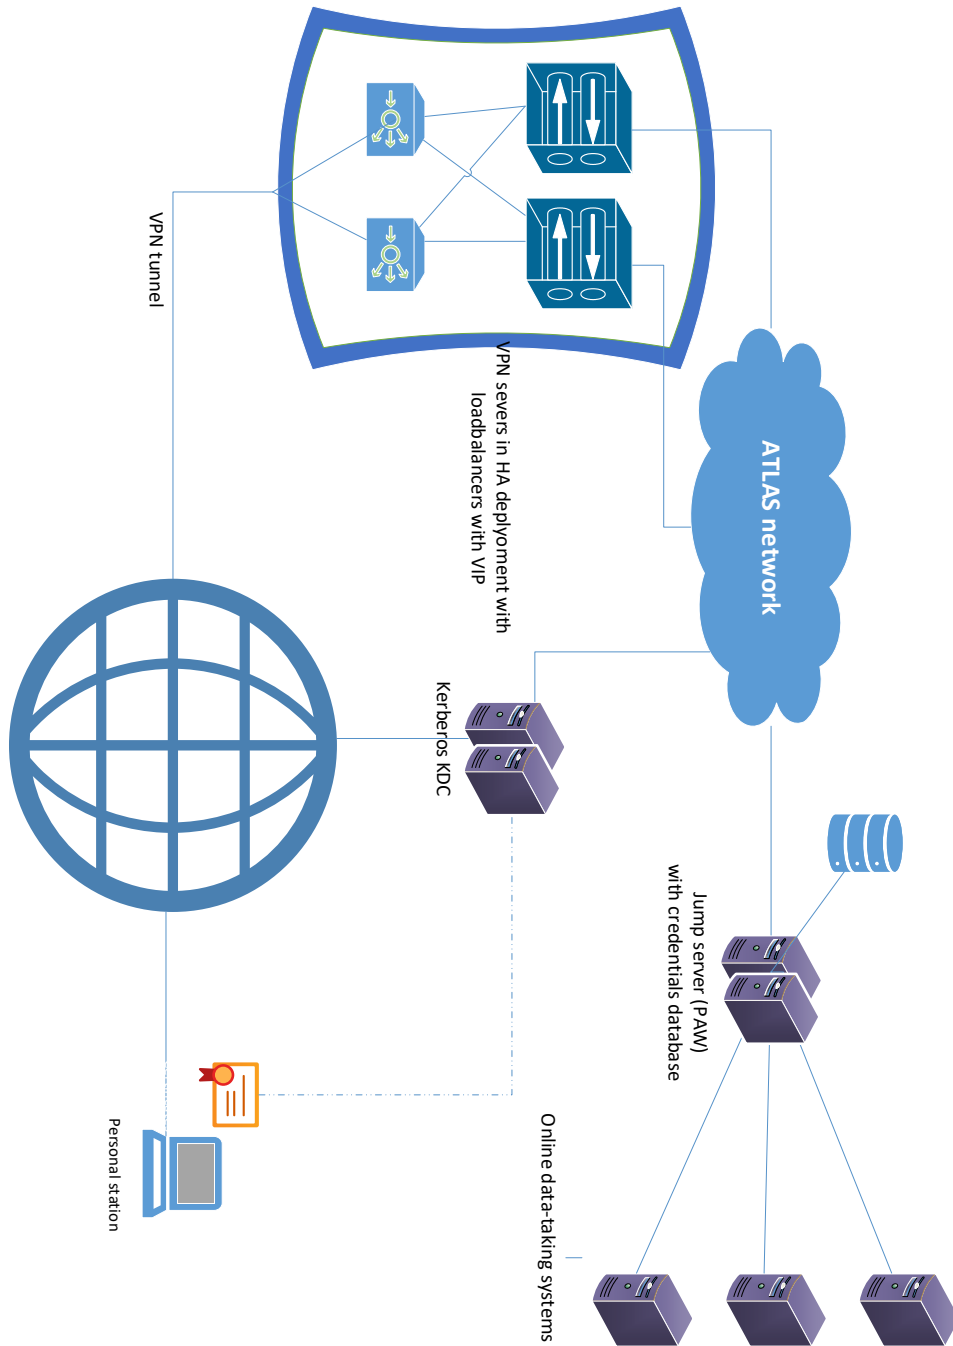 VPN tunnel
VPN severs in HA deplyoment with
loadbalancers with VIP
ATLAS network
Kerberos KDC
Jump server (PAW)
with credentials database
Personal station
Online data-taking systems